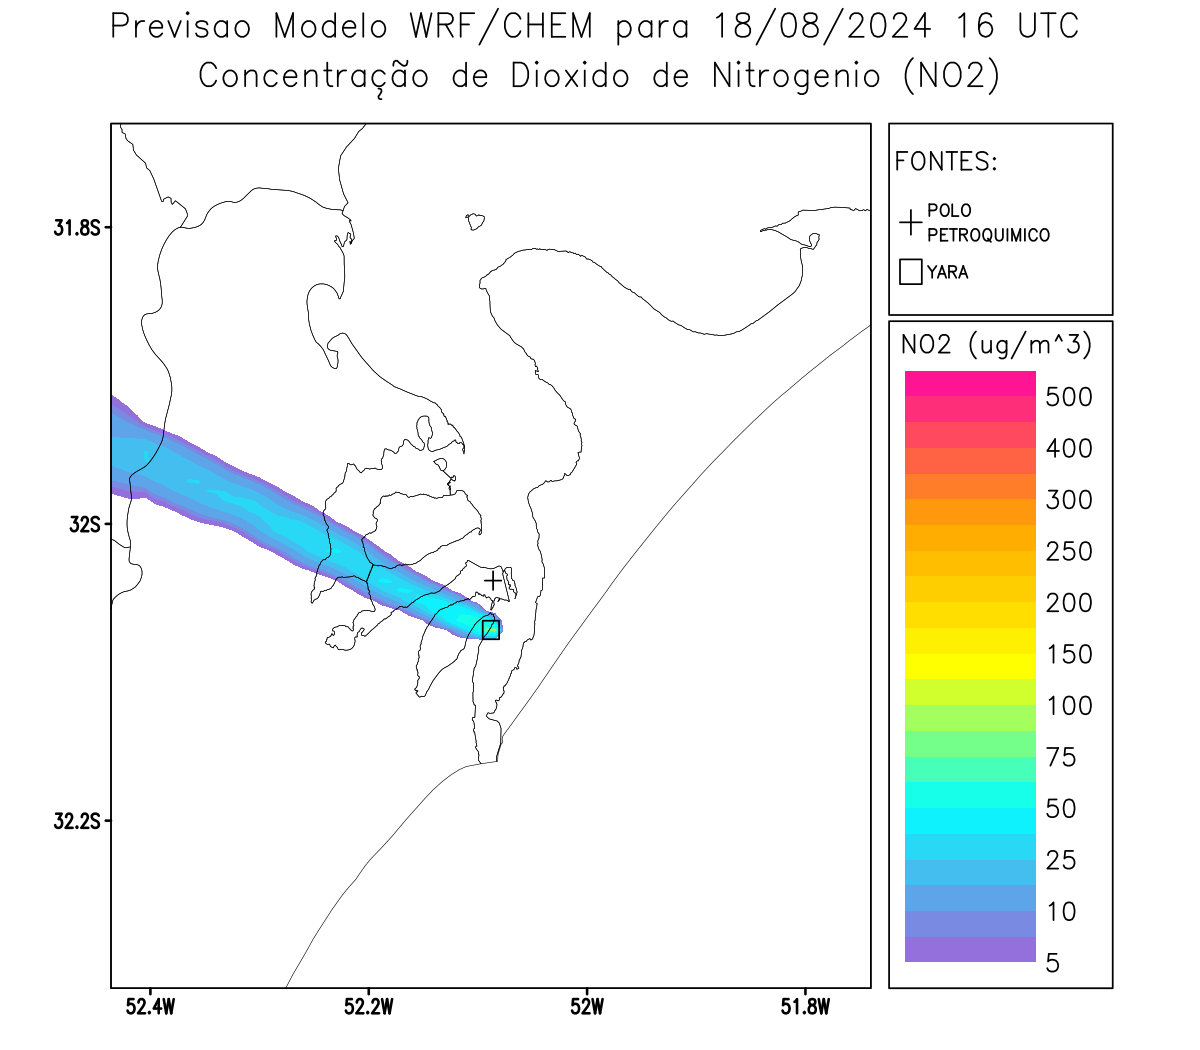 Previsao Modelo WRF/CHEM para 18/08/2024 16 UTC
Concentração de Dioxido de Nitrogenio (NO2)
FONTES:
POLO
PETROQUIMICO
YARA
NO2 (ug/m^3)
500
400
300
250
200
150
100
75
50
25
10
5
31.8S
32S
32.2S
52.4W
52.2W
52W
51.8W